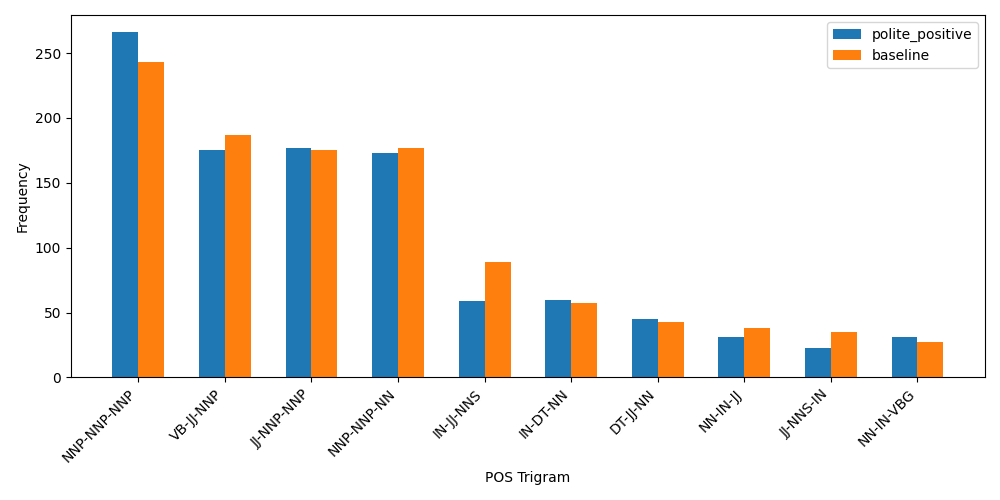 polite_positive
baseline
Frequency
250
200
150
100
50
0
NNP-NNP-NNP
VB-JJ-NNP
JJ-NNP-NNP
NNP-NNP-NN
IN-JJ-NNS
IN-DT-NN
DT-JJ-NN
NN-IN-JJ
JJ-NNS-IN
NN-IN-VBG
POS Trigram